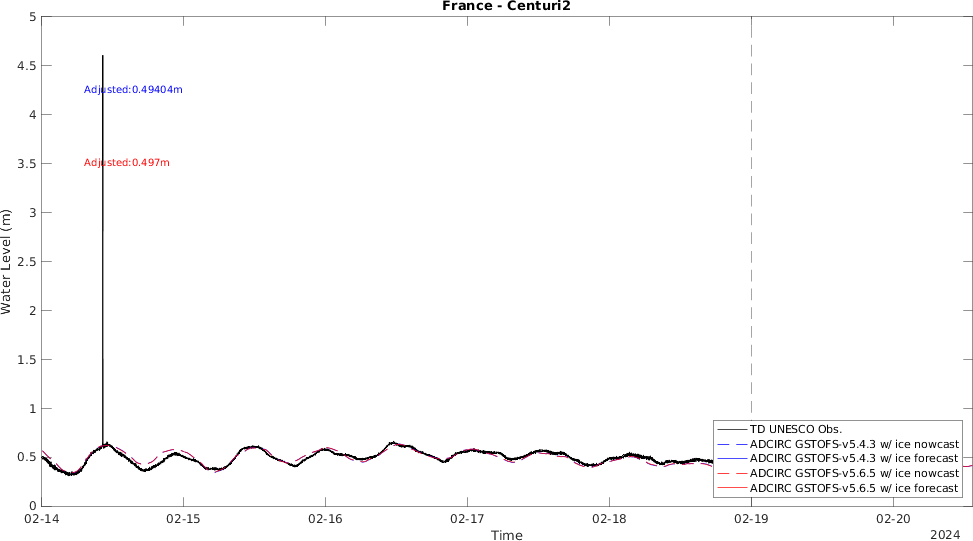 France - Centuri2
5
4.5
4
3.5
3
2.5
2
1.5
1
0.5
0
Water Level (m)
Adjusted:0.49404m
Adjusted:0.497m
TD UNESCO Obs.
ADCIRC GSTOFS-v5.4.3 w/ ice nowcast
ADCIRC GSTOFS-v5.4.3 w/ ice forecast
ADCIRC GSTOFS-v5.6.5 w/ ice nowcast
ADCIRC GSTOFS-v5.6.5 w/ ice forecast
02-14 02-15 02-16 02-17 02-18 02-19 02-20
Time
2024